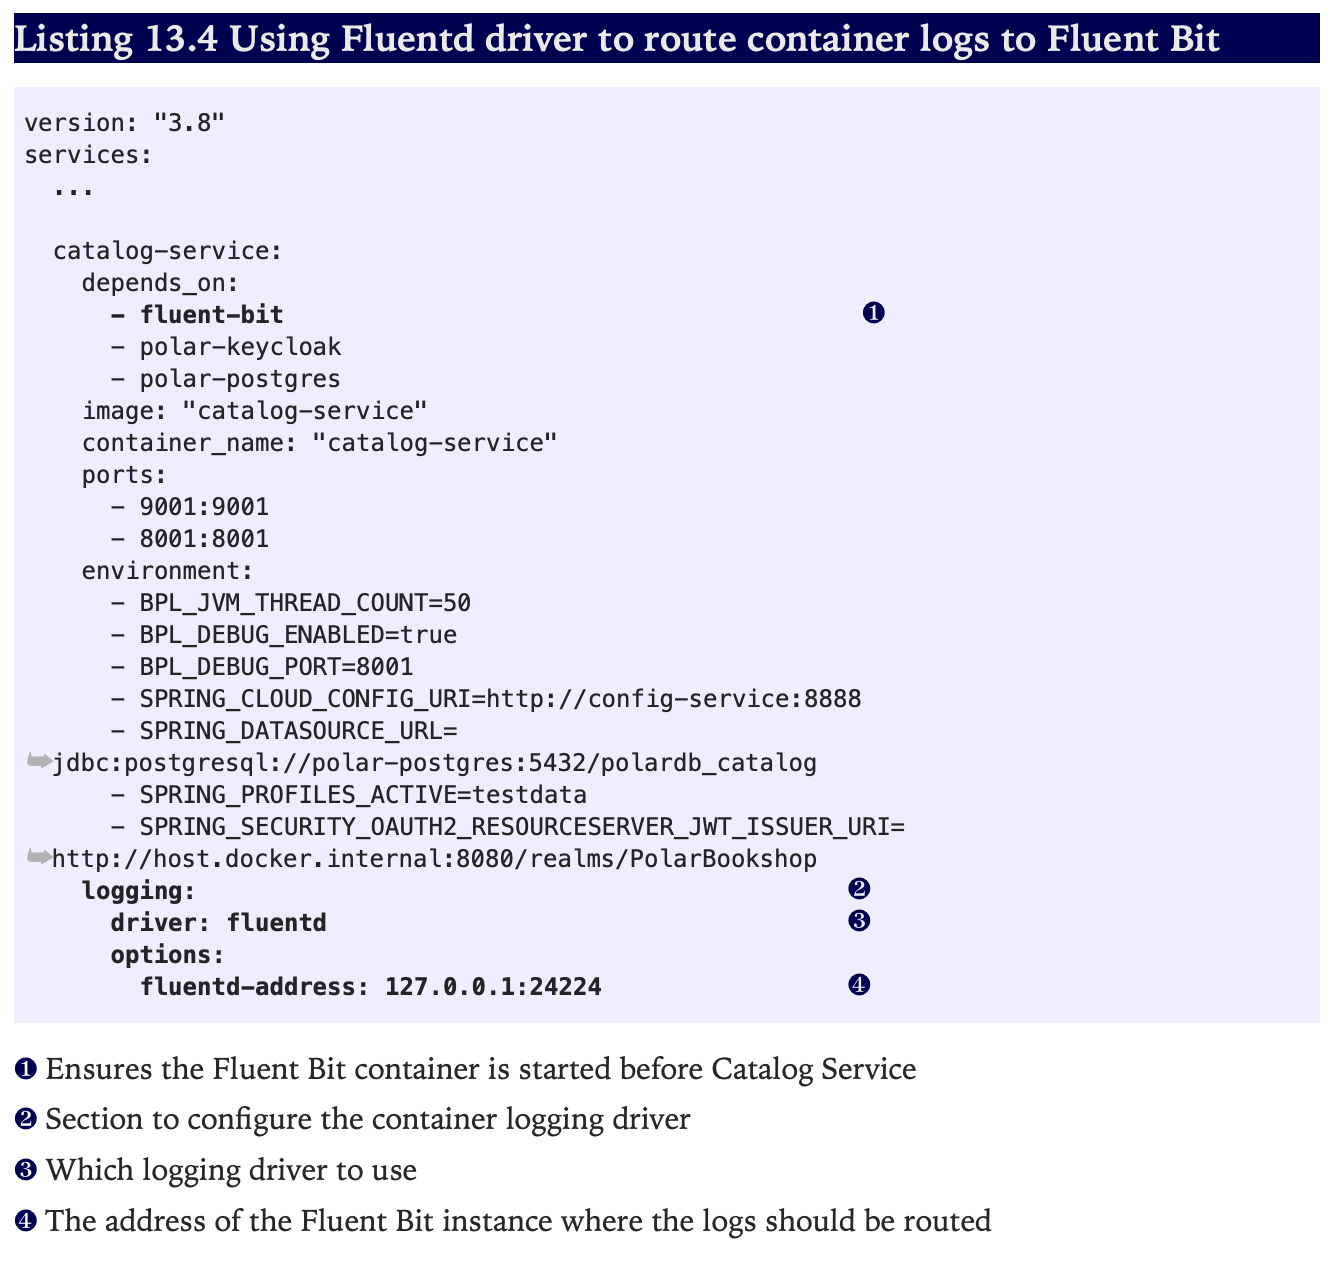 Listing 13.4 Using Fluentd driver to route container logs to Fluent Bit
version: "3.8"
services:
  ...
  catalog-service:
    depends_on:
      - fluent-bit ❶
      - polar-keycloak
      - polar-postgres
    image: "catalog-service"
    container_name: "catalog-service"
    ports:
      - 9001:9001
      - 8001:8001
    environment:
      - BPL_JVM_THREAD_COUNT=50
      - BPL_DEBUG_ENABLED=true
      - BPL_DEBUG_PORT=8001
      - SPRING_CLOUD_CONFIG_URI=http://config-service:8888
      - SPRING_DATASOURCE_URL=
➥jdbc:postgresql://polar-postgres:5432/polardb_catalog
      - SPRING_PROFILES_ACTIVE=testdata
      - SPRING_SECURITY_OAUTH2_RESOURCESERVER_JWT_ISSUER_URI=
➥http://host.docker.internal:8080/realms/PolarBookshop
    logging: ❷
      driver: fluentd ❸
      options:
        fluentd-address: 127.0.0.1:24224 ❹
❶ Ensures the Fluent Bit container is started before Catalog Service
❷ Section to configure the container logging driver
❸ Which logging driver to use
❹ The address of the Fluent Bit instance where the logs should be routed